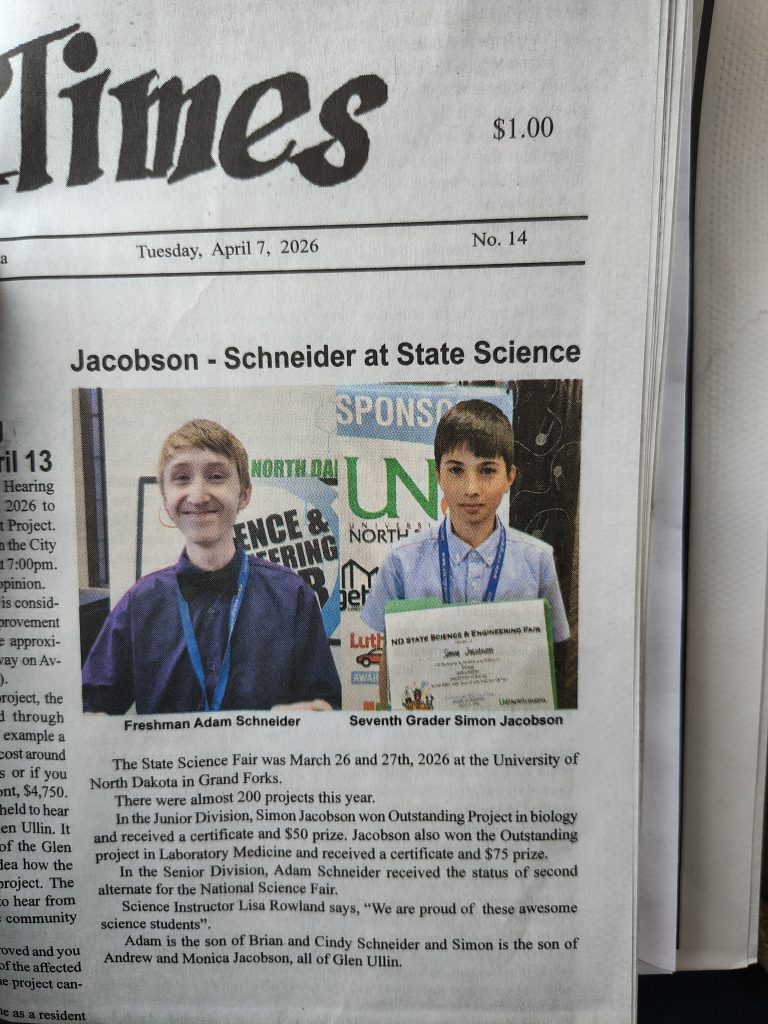 Times
$1.00
a
Tuesday, April 7, 2026
No. 14
ril 13
Hearing
2026 to
t Project.
n the City
t 7:00pm.
opinion.
is consid-
provement
e approxi-
way on Av-
).
roject, the
d through
example a
cost around
s or if you
ont, $4,750.
held to hear
en Ullin. It
of the Glen
dea how the
project. The
to hear from
e community
oved and you
of the affected
he project can-
ne as a resident
Jacobson - Schneider at State Science
NORTH DA
ENCE &
EERING
SPONSO
UN
UNIVERSI
NORTH
get
Luth
AWAR
ND STATE SCIENCE & ENGINEERING FAIR
Simon Jacobson
Freshman Adam Schneider
Seventh Grader Simon Jacobson
The State Science Fair was March 26 and 27th, 2026 at the University of
North Dakota in Grand Forks.
There were almost 200 projects this year.
In the Junior Division, Simon Jacobson won Outstanding Project in biology
and received a certificate and $50 prize. Jacobson also won the Outstanding
project in Laboratory Medicine and received a certificate and $75 prize.
In the Senior Division, Adam Schneider received the status of second
alternate for the National Science Fair.
Science Instructor Lisa Rowland says, “We are proud of these awesome
science students”.
Adam is the son of Brian and Cindy Schneider and Simon is the son of
Andrew and Monica Jacobson, all of Glen Ullin.